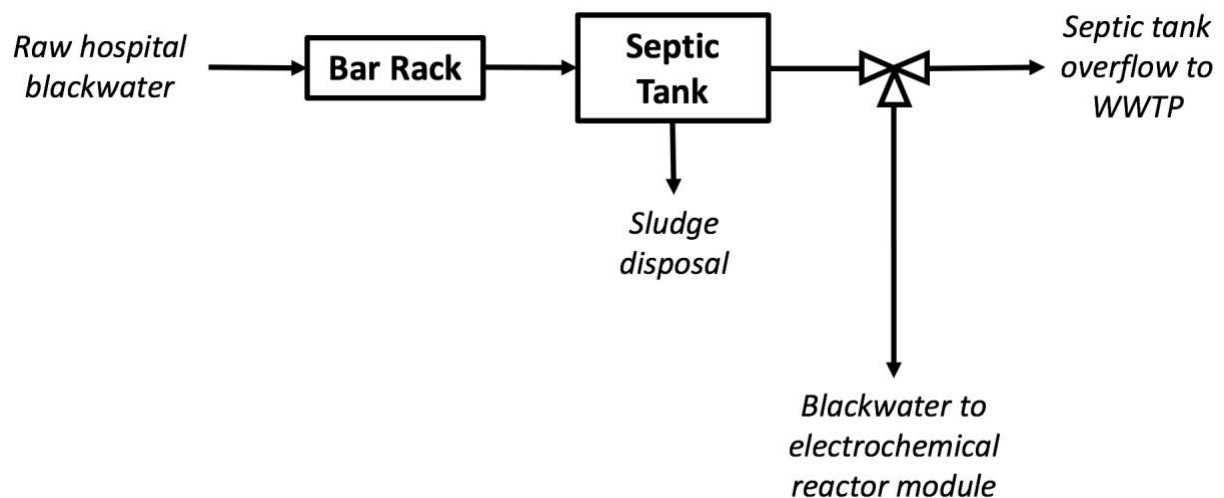 Raw hospital
blackwater
Bar Rack
Septic
Tank
Septic tank
overflow to
WWTP
Sludge
disposal
Blackwater to
electrochemical
reactor module